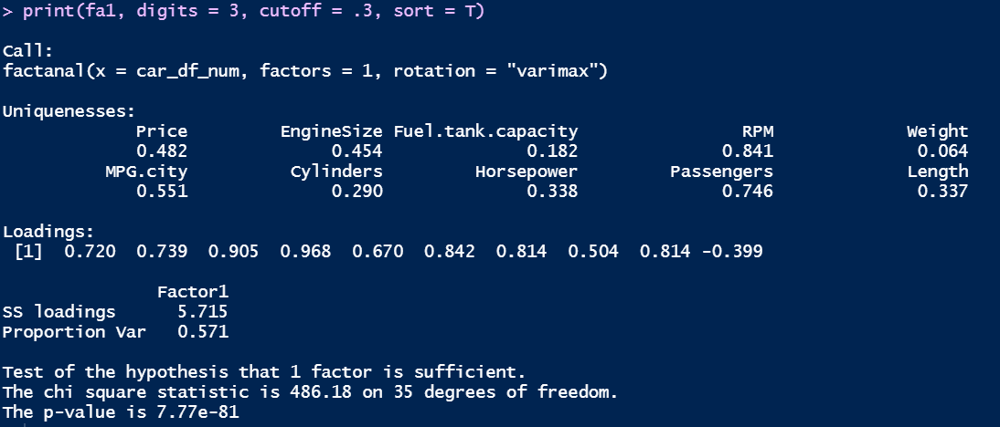 > print(fa1, digits = 3, cutoff = .3, sort = T)
Call:
factanal(x = car_df_num, factors = 1, rotation = "varimax")
Uniquenesses:
Price EngineSize Fuel.tank.capacity RPM Weight
0.482 0.454 0.182 0.841 0.064
MPG.city Cylinders Horsepower Passengers Length
0.551 0.290 0.338 0.746 0.337
Loadings:
[1] 0.720 0.739 0.905 0.968 0.670 0.842 0.814 0.504 0.814 -0.399
Factor1
SS loadings 5.715
Proportion Var 0.571
Test of the hypothesis that 1 factor is sufficient.
The chi square statistic is 486.18 on 35 degrees of freedom.
The p-value is 7.77e-81